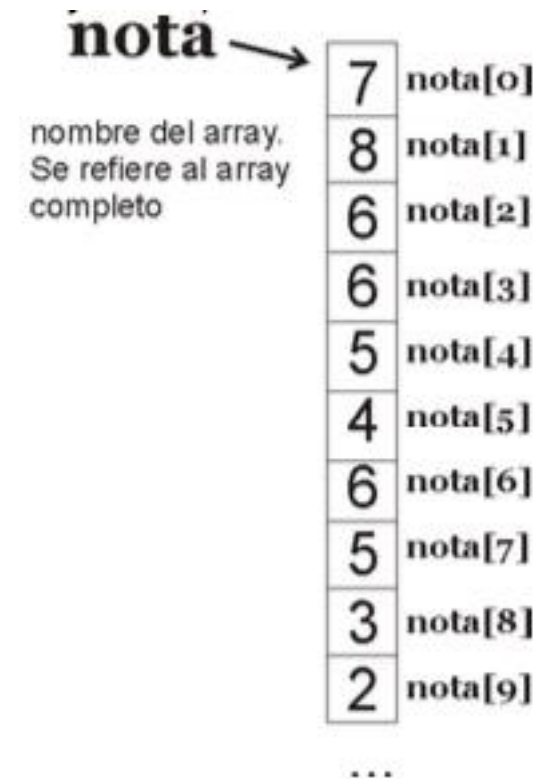 nota
7 nota[0]
nombre del array.
Se refiere al array
completo
8 nota[1]
6 nota[2]
6 nota[3]
5 nota[4]
4 nota[5]
6 nota[6]
5 nota[7]
3 nota[8]
2 nota[9]
...